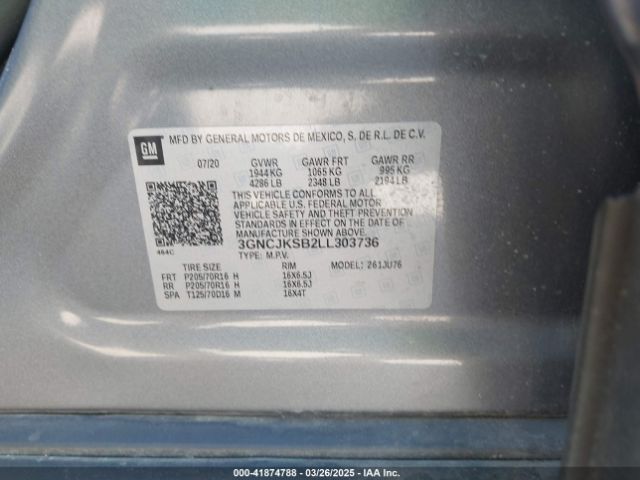 GM
MFD BY GENERAL MOTORS DE MEXICO, S. DE R.L. DE C.V.
07/20 GVWR GAWR FRT GAWR RR
1944 KG 1065 KG 995 KG
4286 LB 2348 LB 2194 LB
THIS VEHICLE CONFORMS TO ALL
APPLICABLE U.S. FEDERAL MOTOR
VEHICLE SAFETY AND THEFT PREVENTION
STANDARDS IN EFFECT ON THE DATE OF
MANUFACTURE SHOWN ABOVE.
464C
3GNCJKSB2LL303736
TYPE: M.P.V.
TIRE SIZE RIM MODEL: 261JU76
FRT P205/70R16 H 16X6.5J
RR P205/70R16 H 16X6.5J
SPA T125/70D16 M 16X4T
000-41874788 - 03/26/2025 - IAA Inc.